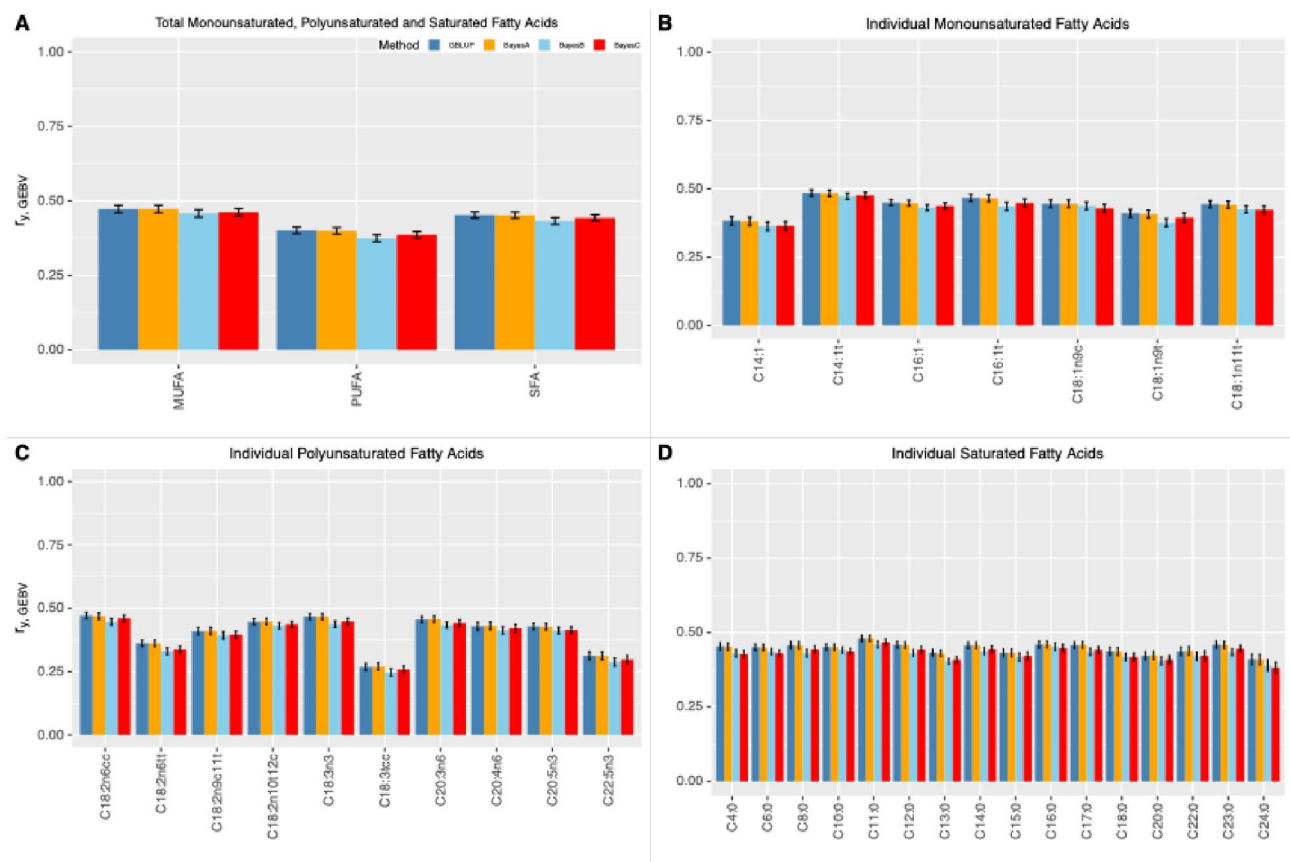 A
Total Monounsaturated, Polyunsaturated and Saturated Fatty Acids
Method GBLUP BayesA BayesB BayesC
1.00
0.75
0.50
0.25
0.00
ry, GEBV
MUFA
PUFA
SFA
B
Individual Monounsaturated Fatty Acids
1.00
0.75
0.50
0.25
0.00
C14:1
C14:1t
C16:1
C16:1t
C18:1n9c
C18:1n9t
C18:1n11t
C
Individual Polyunsaturated Fatty Acids
1.00
0.75
0.50
0.25
0.00
ry, GEBV
C18:2n6cc
C18:2n6tt
C18:2n9c11t
C18:2n10t12c
C18:3n3
C18:3tcc
C20:3n6
C20:4n6
C20:5n3
C22:5n3
D
Individual Saturated Fatty Acids
1.00
0.75
0.50
0.25
0.00
C4:0
C6:0
C8:0
C10:0
C11:0
C12:0
C13:0
C14:0
C15:0
C16:0
C17:0
C18:0
C20:0
C22:0
C23:0
C24:0